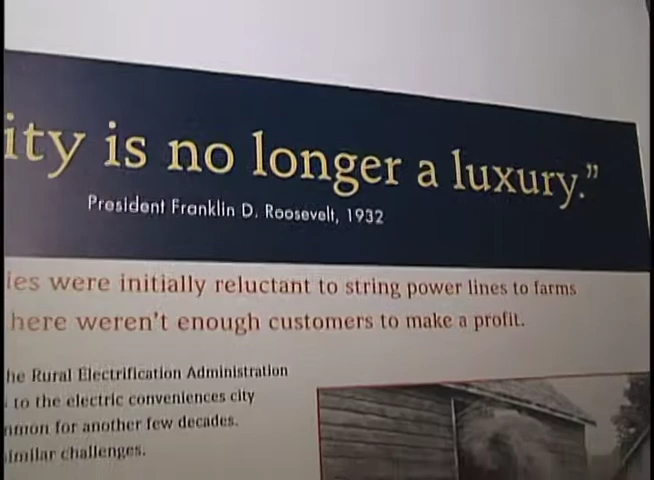 ity is no longer a luxury.”
President Franklin D. Roosevelt, 1932
ies were initially reluctant to string power lines to farms
here weren't enough customers to make a profit.
he Rural Electrification Administration
to the electric conveniences city
mmon for another few decades.
similar challenges.